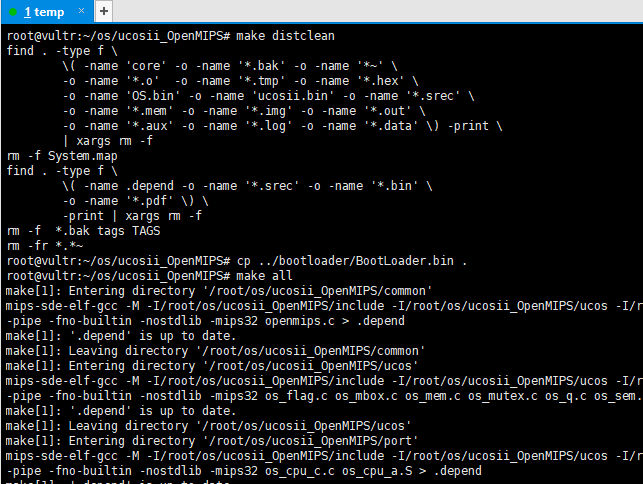 1 temp × +
root@vultr:~/os/ucosii_OpenMIPS# make distclean
find . -type f \
        \( -name 'core' -o -name '*.bak' -o -name '*~' \
        -o -name '*.o'  -o -name '*.tmp' -o -name '*.hex' \
        -o -name 'OS.bin' -o -name 'ucosii.bin' -o -name '*.srec' \
        -o -name '*.mem' -o -name '*.img' -o -name '*.out' \
        -o -name '*.aux' -o -name '*.log' -o -name '*.data' \) -print \
        | xargs rm -f
rm -f System.map
find . -type f \
        \( -name .depend -o -name '*.srec' -o -name '*.bin' \
        -o -name '*.pdf' \) \
        -print | xargs rm -f
rm -f  *.bak tags TAGS
rm -fr *.*~
root@vultr:~/os/ucosii_OpenMIPS# cp ../bootloader/BootLoader.bin .
root@vultr:~/os/ucosii_OpenMIPS# make all
make[1]: Entering directory '/root/os/ucosii_OpenMIPS/common'
mips-sde-elf-gcc -M -I/root/os/ucosii_OpenMIPS/include -I/root/os/ucosii_OpenMIPS/ucos -I/r
-pipe -fno-builtin -nostdlib -mips32 openmips.c > .depend
make[1]: '.depend' is up to date.
make[1]: Leaving directory '/root/os/ucosii_OpenMIPS/common'
make[1]: Entering directory '/root/os/ucosii_OpenMIPS/ucos'
mips-sde-elf-gcc -M -I/root/os/ucosii_OpenMIPS/include -I/root/os/ucosii_OpenMIPS/ucos -I/r
-pipe -fno-builtin -nostdlib -mips32 os_flag.c os_mbox.c os_mem.c os_mutex.c os_q.c os_sem.
make[1]: '.depend' is up to date.
make[1]: Leaving directory '/root/os/ucosii_OpenMIPS/ucos'
make[1]: Entering directory '/root/os/ucosii_OpenMIPS/port'
mips-sde-elf-gcc -M -I/root/os/ucosii_OpenMIPS/include -I/root/os/ucosii_OpenMIPS/ucos -I/r
-pipe -fno-builtin -nostdlib -mips32 os_cpu_c.c os_cpu_a.S > .depend
make[1]: '.depend' is up to date.